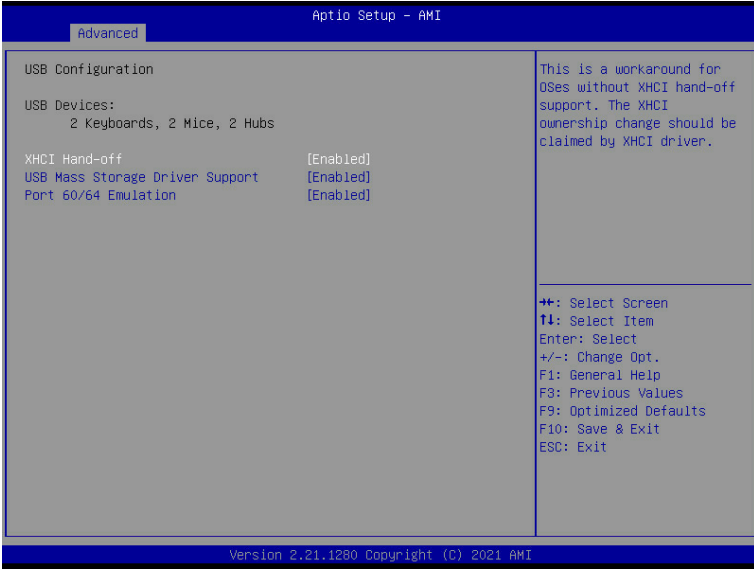 Aptio Setup – AMI
Advanced
USB Configuration
USB Devices:
2 Keyboards, 2 Mice, 2 Hubs
XHCI Hand-off [Enabled]
USB Mass Storage Driver Support [Enabled]
Port 60/64 Emulation [Enabled]
This is a workaround for
OSes without XHCI hand-off
support. The XHCI
ownership change should be
claimed by XHCI driver.
→←: Select Screen
↑↓: Select Item
Enter: Select
+/-: Change Opt.
F1: General Help
F3: Previous Values
F9: Optimized Defaults
F10: Save & Exit
ESC: Exit
Version 2.21.1280 Copyright (C) 2021 AMI